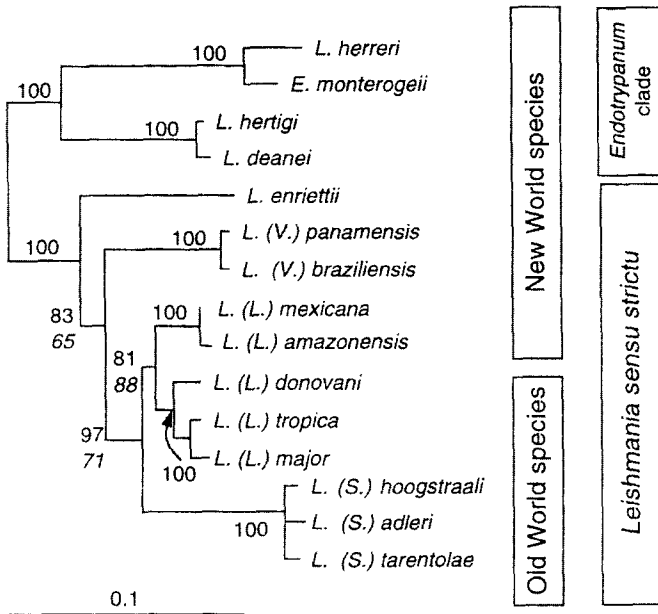 100
L. herreri
E. monterogeii
100
100
L. hertigi
L. deanei
L. enriettii
100
100
L. (V.) panamensis
L. (V.) braziliensis
83
65
100
L. (L.) mexicana
L. (L.) amazonensis
81
88
L. (L.) donovani
L. (L.) tropica
L. (L.) major
100
97
71
L. (S.) hoogstraali
100
L. (S.) adleri
L. (S.) tarentolae
0.1
New World species
Old World species
Endotrypanum
clade
Leishmania sensu strictu